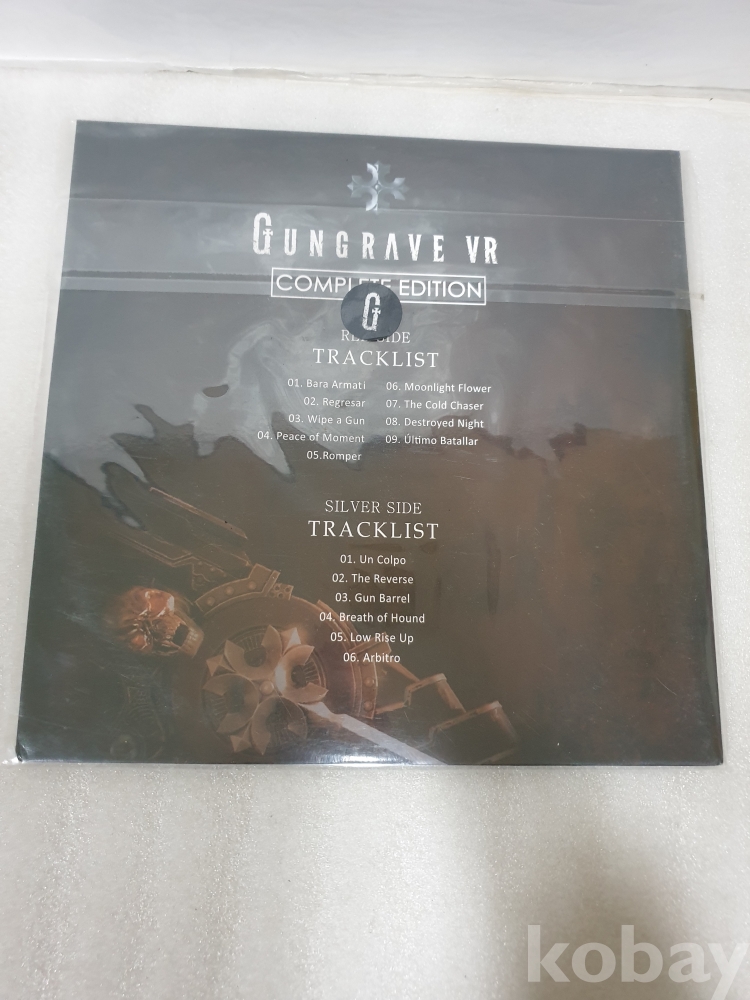 GUNGRAVE VR
COMPLETE EDITION
G
SIDE
TRACKLIST
01. Bara Armati
02. Regresar
03. Wipe a Gun
04. Peace of Moment
05.Romper
06. Moonlight Flower
07. The Cold Chaser
08. Destroyed Night
09. Último Batallar
SILVER SIDE
TRACKLIST
01. Un Colpo
02. The Reverse
03. Gun Barrel
04. Breath of Hound
05. Low Rise Up
06. Arbitro
kobay